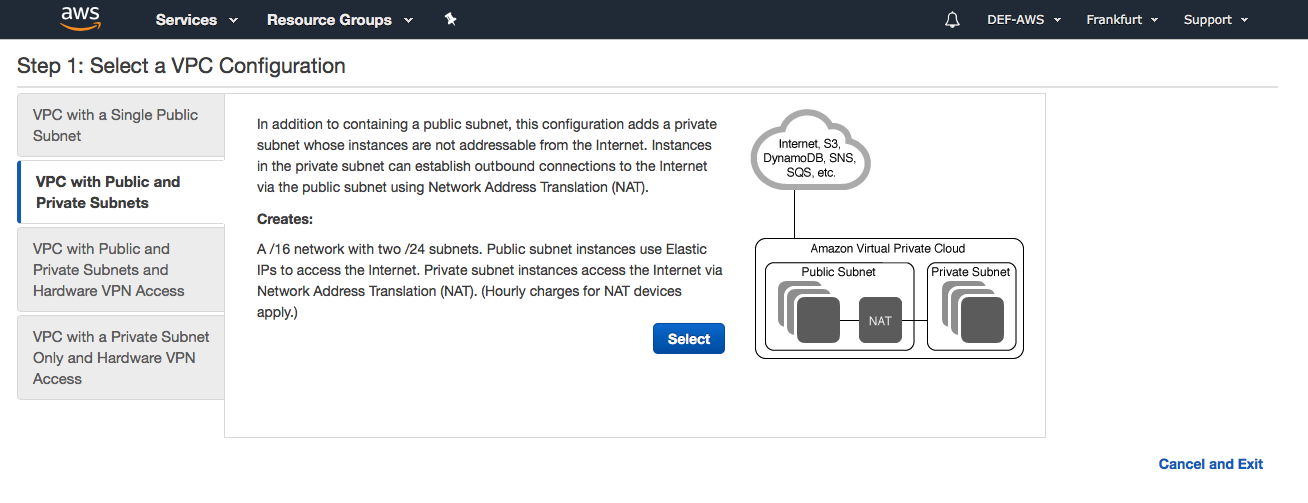 aws Services Resource Groups DEF-AWS Frankfurt Support
Step 1: Select a VPC Configuration
VPC with a Single Public
Subnet
VPC with Public and
Private Subnets
VPC with Public and
Private Subnets and
Hardware VPN Access
VPC with a Private Subnet
Only and Hardware VPN
Access
In addition to containing a public subnet, this configuration adds a private
subnet whose instances are not addressable from the Internet. Instances
in the private subnet can establish outbound connections to the Internet
via the public subnet using Network Address Translation (NAT).
Creates:
A /16 network with two /24 subnets. Public subnet instances use Elastic
IPs to access the Internet. Private subnet instances access the Internet via
Network Address Translation (NAT). (Hourly charges for NAT devices
apply.)
Select
Internet, S3,
DynamoDB, SNS,
SQS, etc.
Amazon Virtual Private Cloud
Public Subnet
Private Subnet
NAT
Cancel and Exit